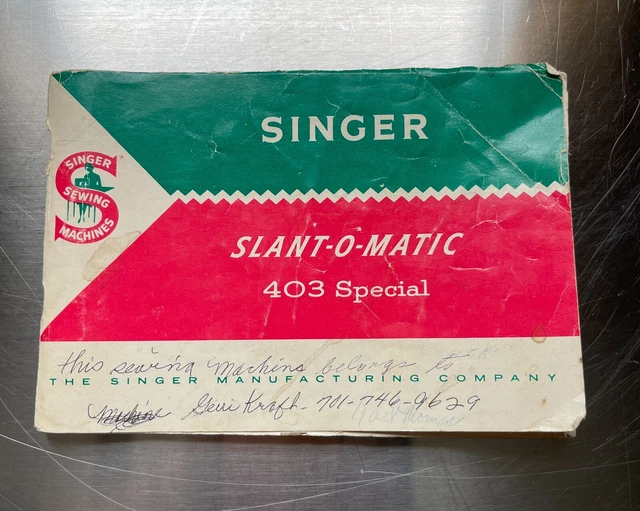 SINGER
SINGER
SEWING
MACHINES
SLANT-O-MATIC
403 Special
this sewing machine belongs to
THE SINGER MANUFACTURING COMPANY
Geri Kraft - 701-746-9629